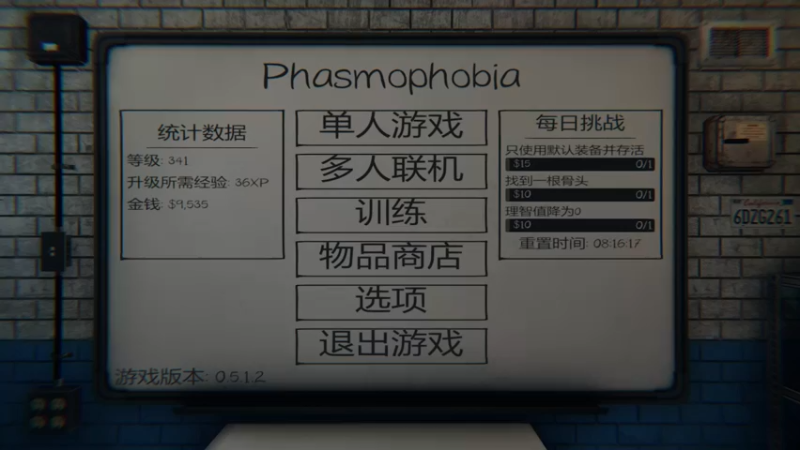 Phasmophobia
统计数据
等级: 341
升级所需经验: 36XP
金钱: $9,535
单人游戏
多人联机
训练
物品商店
选项
退出游戏
每日挑战
只使用默认装备并存活
$15 0/1
找到一根骨头
$10 0/1
理智值降为0
$10 0/1
重置时间: 08:16:17
游戏版本: 0.5.1.2
California
6DZG261